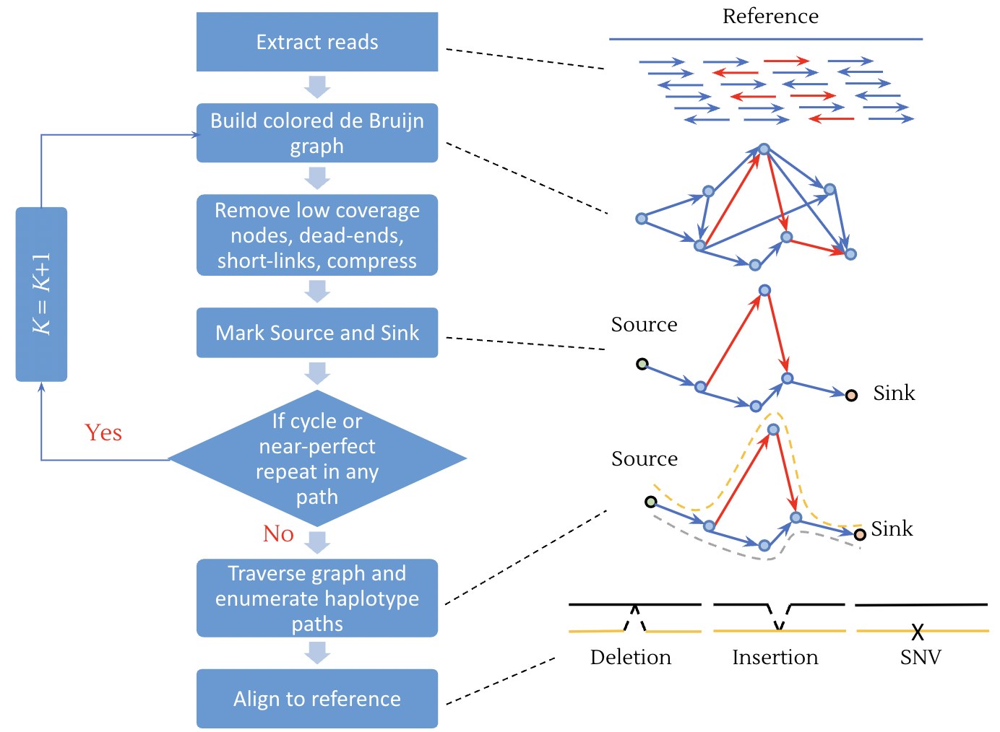 Extract reads
Build colored de Bruijn
graph
Remove low coverage
nodes, dead-ends,
short-links, compress
Mark Source and Sink
If cycle or
near-perfect
repeat in any
path
Yes
K = K+1
No
Traverse graph and
enumerate haplotype
paths
Align to reference
Reference
Source
Sink
Source
Sink
Deletion
Insertion
X
SNV